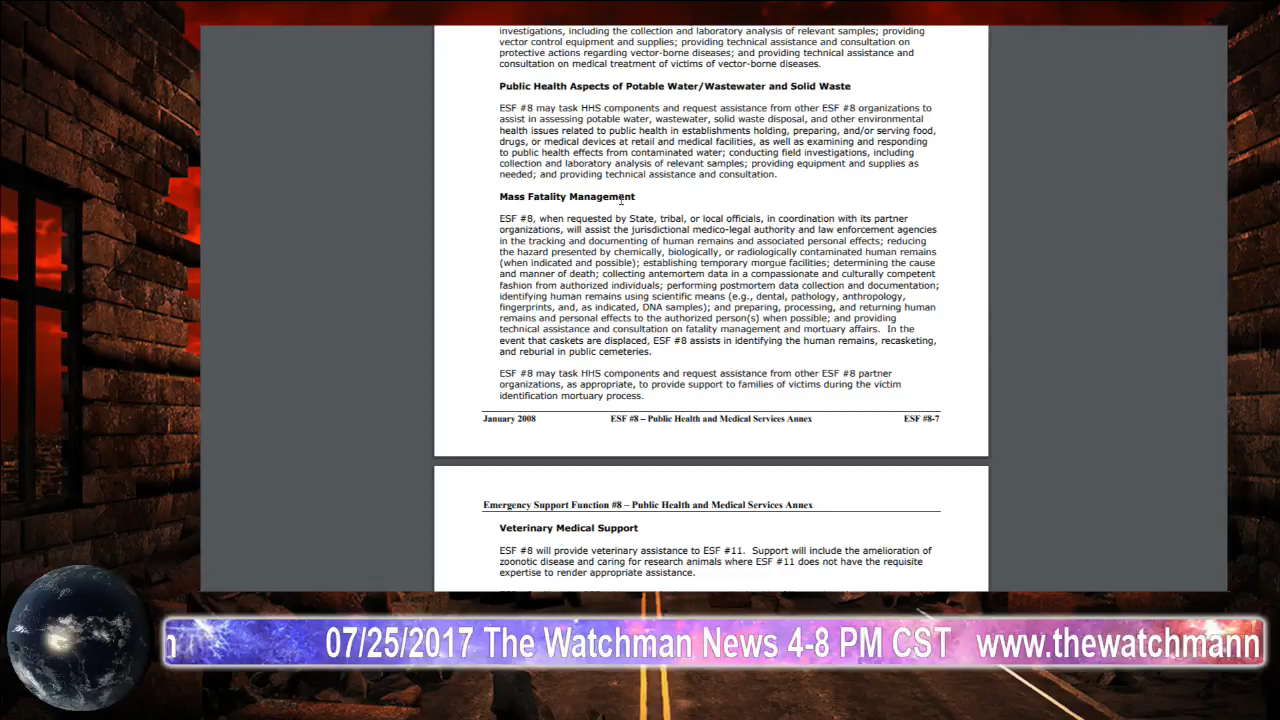 investigations, including the collection and laboratory analysis of relevant samples; providing
vector control equipment and supplies; providing technical assistance and consultation on
protective actions regarding vector-borne diseases; and providing technical assistance and
consultation on medical treatment of victims of vector-borne diseases.
Public Health Aspects of Potable Water/Wastewater and Solid Waste
ESF #8 may task HHS components and request assistance from other ESF #8 organizations to
assist in assessing potable water, wastewater, solid waste disposal, and other environmental
health issues related to public health in establishments holding, preparing, and/or serving food,
drugs, or medical devices at retail and medical facilities, as well as examining and responding
to public health effects from contaminated water; conducting field investigations, including
collection and laboratory analysis of relevant samples; providing equipment and supplies as
needed; and providing technical assistance and consultation.
Mass Fatality Management
ESF #8, when requested by State, tribal, or local officials, in coordination with its partner
organizations, will assist the jurisdictional medico-legal authority and law enforcement agencies
in the tracking and documenting of human remains and associated personal effects; reducing
the hazard presented by chemically, biologically, or radiologically contaminated human remains
(when indicated and possible); establishing temporary morgue facilities; determining the cause
and manner of death; collecting antemortem data in a compassionate and culturally competent
fashion from authorized individuals; performing postmortem data collection and documentation;
identifying human remains using scientific means (e.g., dental, pathology, anthropology,
fingerprints, and, as indicated, DNA samples); and preparing, processing, and returning human
remains and personal effects to the authorized person(s) when possible; and providing
technical assistance and consultation on fatality management and mortuary affairs. In the
event that caskets are displaced, ESF #8 assists in identifying the human remains, recasketing,
and reburial in public cemeteries.
ESF #8 may task HHS components and request assistance from other ESF #8 partner
organizations, as appropriate, to provide support to families of victims during the victim
identification mortuary process.
January 2008 ESF #8 – Public Health and Medical Services Annex ESF #8-7
Emergency Support Function #8 – Public Health and Medical Services Annex
Veterinary Medical Support
ESF #8 will provide veterinary assistance to ESF #11. Support will include the amelioration of
zoonotic disease and caring for research animals where ESF #11 does not have the requisite
expertise to render appropriate assistance.
07/25/2017 The Watchman News 4-8 PM CST www.thewatchmann